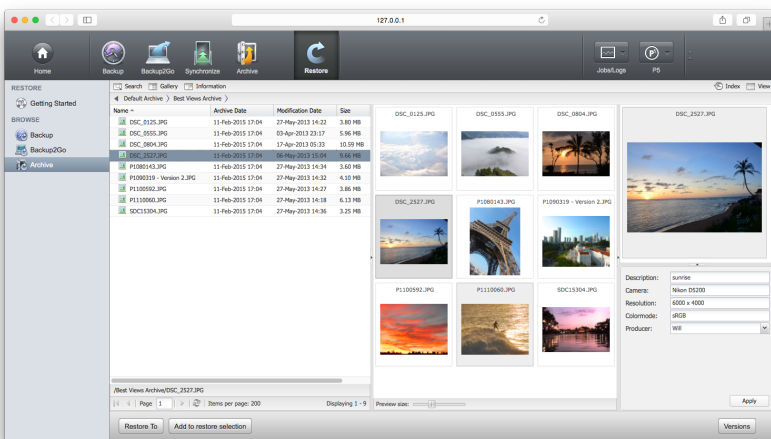 127.0.0.1
Home
Backup
Backup2Go
Synchronize
Archive
Restore
Jobs/Logs
P5
RESTORE
Getting Started
BROWSE
Backup
Backup2Go
Archive
Search Gallery Information
Index View
Default Archive Best Views Archive
Name Archive Date Modification Date Size
DSC_0125.JPG 11-Feb-2015 17:04 27-May-2013 14:22 3.80 MB
DSC_0555.JPG 11-Feb-2015 17:04 03-Apr-2013 23:17 5.96 MB
DSC_0804.JPG 11-Feb-2015 17:04 17-Apr-2013 05:33 10.59 MB
DSC_2527.JPG 11-Feb-2015 17:04 06-May-2013 15:04 9.66 MB
P1080143.JPG 11-Feb-2015 17:04 27-May-2013 14:34 3.60 MB
P1090319 - Version 2.JPG 11-Feb-2015 17:04 27-May-2013 14:32 4.10 MB
P1100592.JPG 11-Feb-2015 17:04 27-May-2013 14:27 3.86 MB
P1110060.JPG 11-Feb-2015 17:04 27-May-2013 14:18 6.13 MB
SDC15304.JPG 11-Feb-2015 17:04 27-May-2013 14:36 3.25 MB
/Best Views Archive/DSC_2527.JPG
Page 1 Items per page: 200 Displaying 1 - 9
DSC_0125.JPG DSC_0555.JPG DSC_0804.JPG
DSC_2527.JPG P1080143.JPG P1090319 - Version 2.JPG
P1100592.JPG P1110060.JPG SDC15304.JPG
Preview size:
DSC_2527.JPG
Description: sunrise
Camera: Nikon D5200
Resolution: 6000 x 4000
Colormode: sRGB
Producer: Will
Apply
Restore To Add to restore selection
Versions